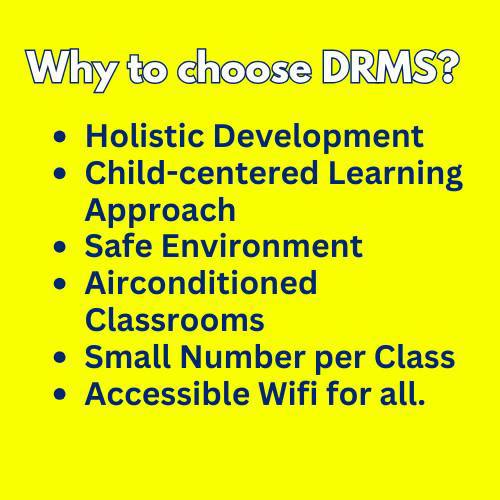 Why to choose DRMS?
• Holistic Development
• Child-centered Learning
Approach
• Safe Environment
• Airconditioned
Classrooms
• Small Number per Class
• Accessible Wifi for all.